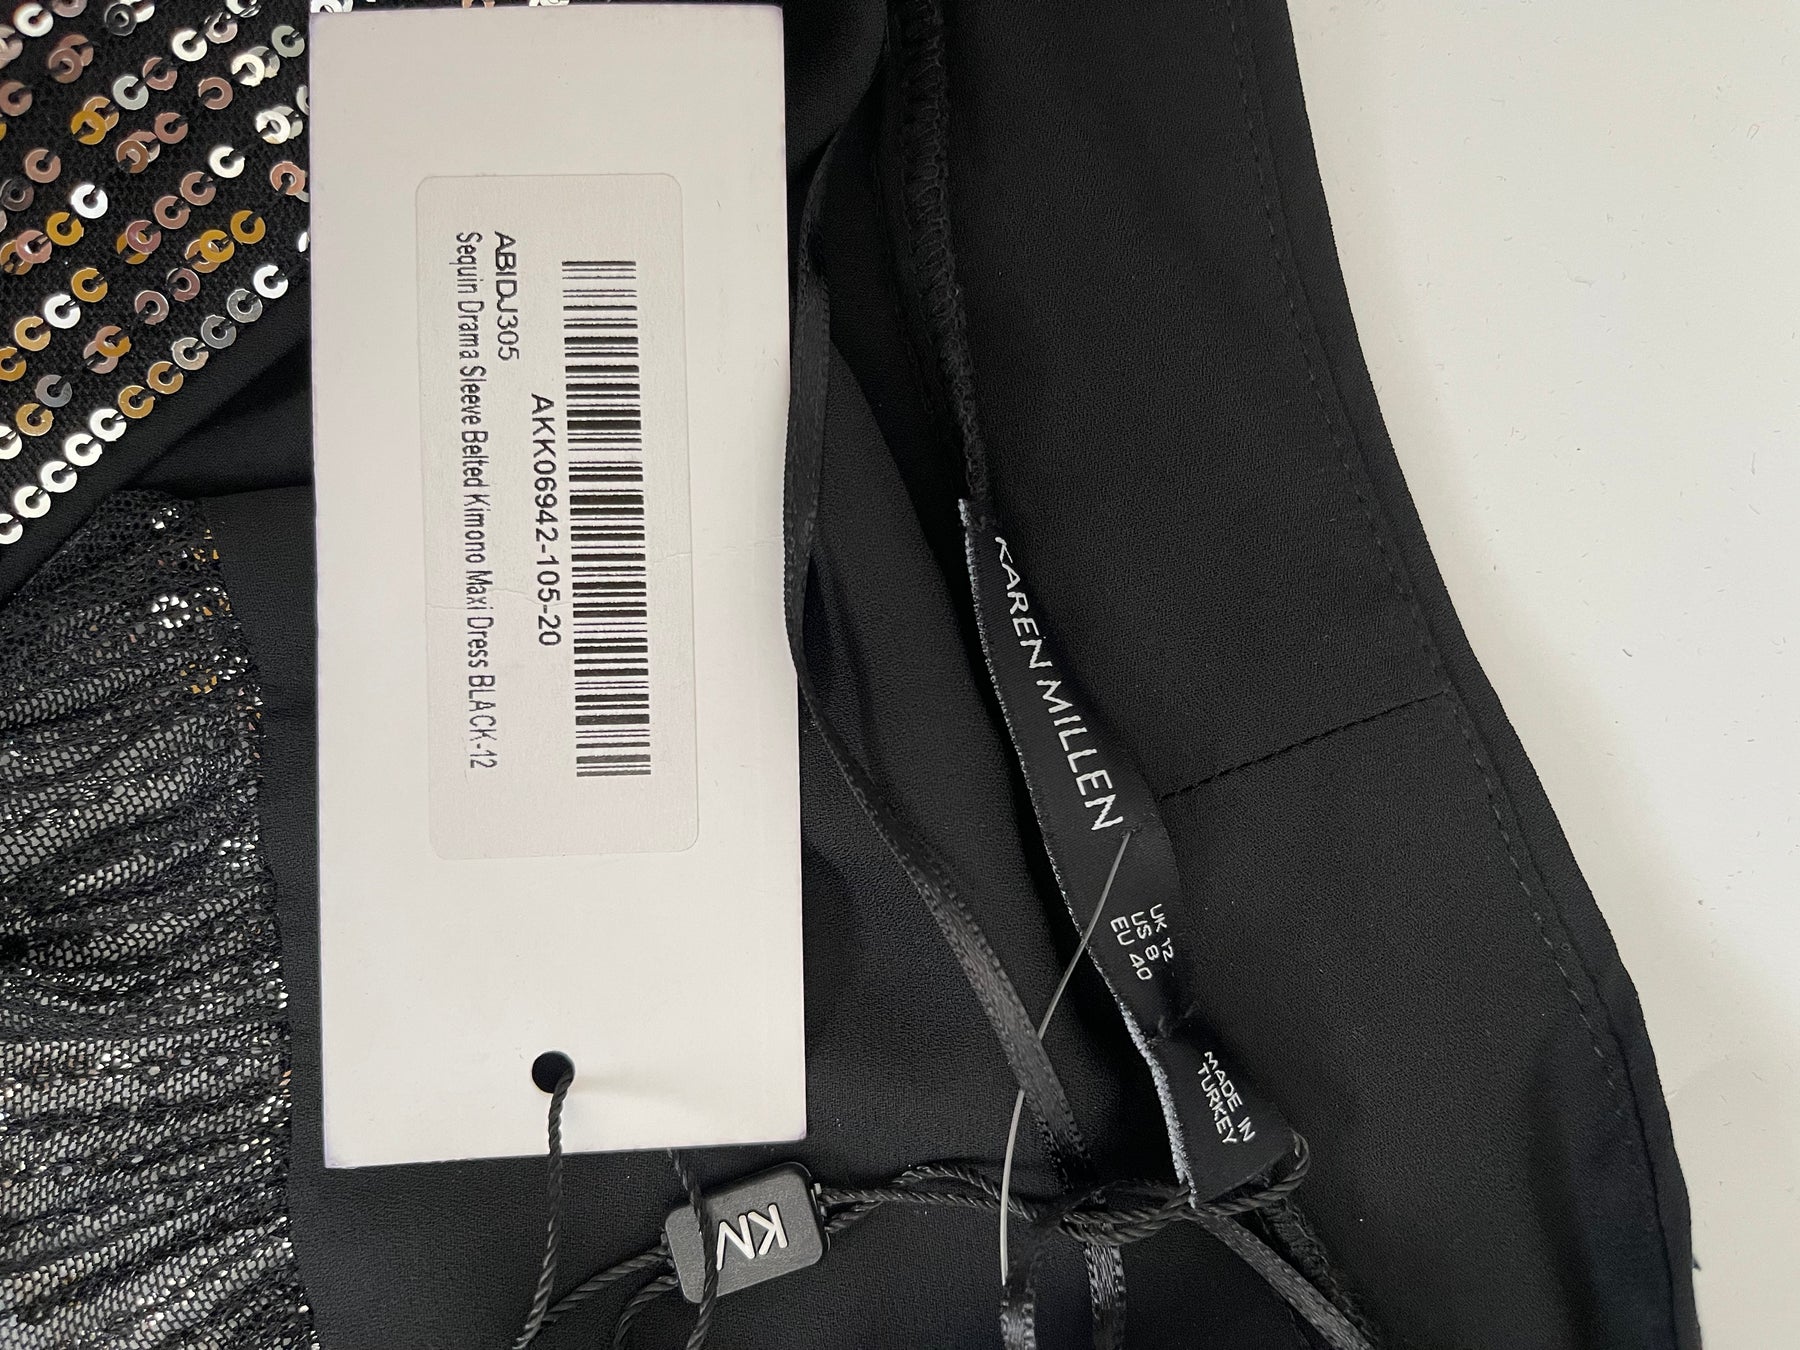 AKK06942-105-20
ABIDJ305
Sequin Drama Sleeve Belted Kimono Maxi Dress BLACK-12
KAREN MILLEN
UK 12
US 8
EU 40
MADE IN
TURKEY
KM